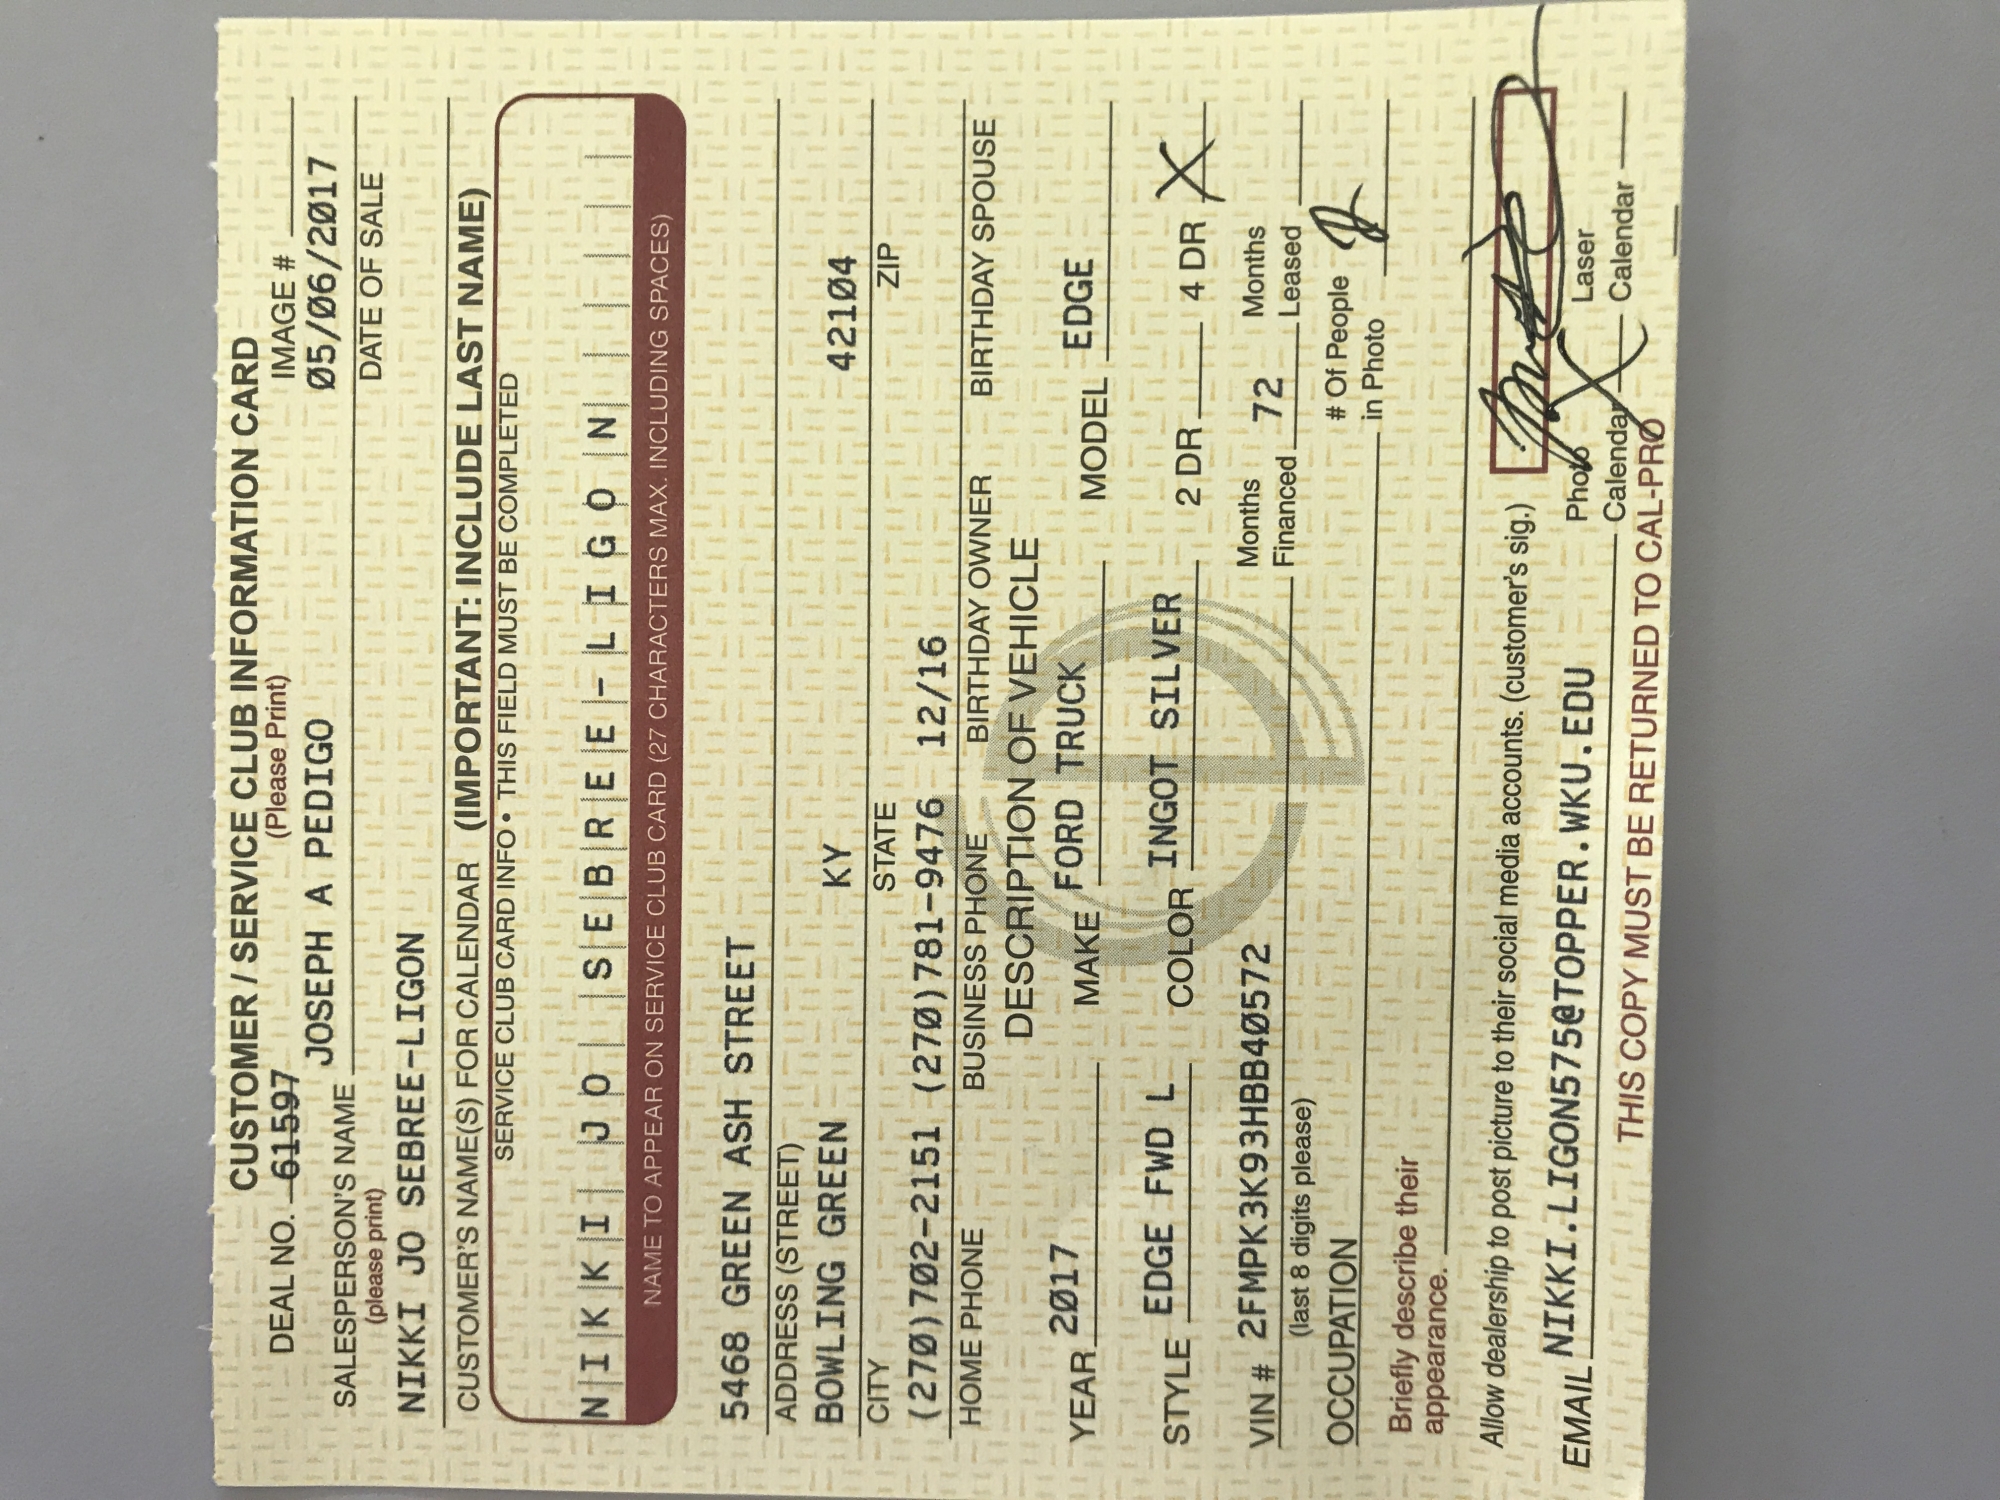 CUSTOMER / SERVICE CLUB INFORMATION CARD
(Please Print)
DEAL NO. 61597 IMAGE #
JOSEPH A PEDIGO 05/06/2017
SALESPERSON'S NAME DATE OF SALE
(please print)
NIKKI JO SEBREE-LIGON
CUSTOMER'S NAME(S) FOR CALENDAR (IMPORTANT: INCLUDE LAST NAME)
SERVICE CLUB CARD INFO • THIS FIELD MUST BE COMPLETED
NIKKI JO SEBREE-LIGON
NAME TO APPEAR ON SERVICE CLUB CARD (27 CHARACTERS MAX. INCLUDING SPACES)
5468 GREEN ASH STREET
ADDRESS (STREET)
BOWLING GREEN KY 42104
CITY STATE ZIP
(270)702-2151 (270)781-9476 12/16
HOME PHONE BUSINESS PHONE BIRTHDAY OWNER BIRTHDAY SPOUSE
DESCRIPTION OF VEHICLE
YEAR 2017 MAKE FORD TRUCK MODEL EDGE
STYLE EDGE FWD L COLOR INGOT SILVER 2 DR 4 DR X
VIN # 2FMPK3K93HBB40572 Months Financed 72 Months Leased
(last 8 digits please)
OCCUPATION # Of People in Photo
Briefly describe their
appearance.
Allow dealership to post picture to their social media accounts. (customer's sig.)
EMAIL NIKKI.LIGON575@TOPPER.WKU.EDU Photo Calendar X Laser Calendar
THIS COPY MUST BE RETURNED TO CAL-PRO